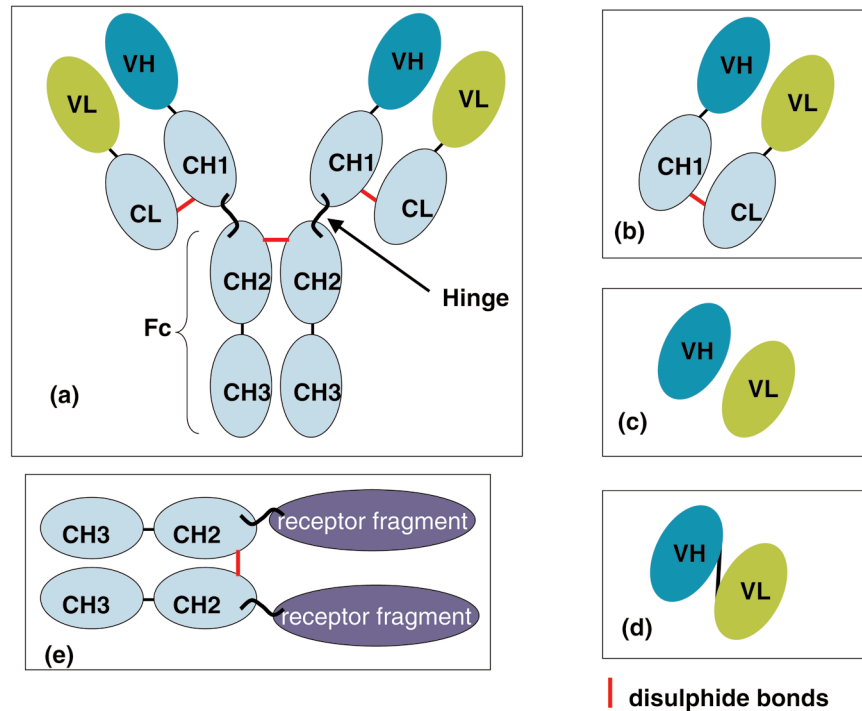 VH
VH
VL
VL
CH1
CH1
CL
CL
CH2
CH2
Hinge
Fc
CH3
CH3
(a)
VH
VL
CH1
CL
(b)
VH
VL
(c)
VH
VL
(d)
CH3
CH2
receptor fragment
CH3
CH2
receptor fragment
(e)
disulphide bonds